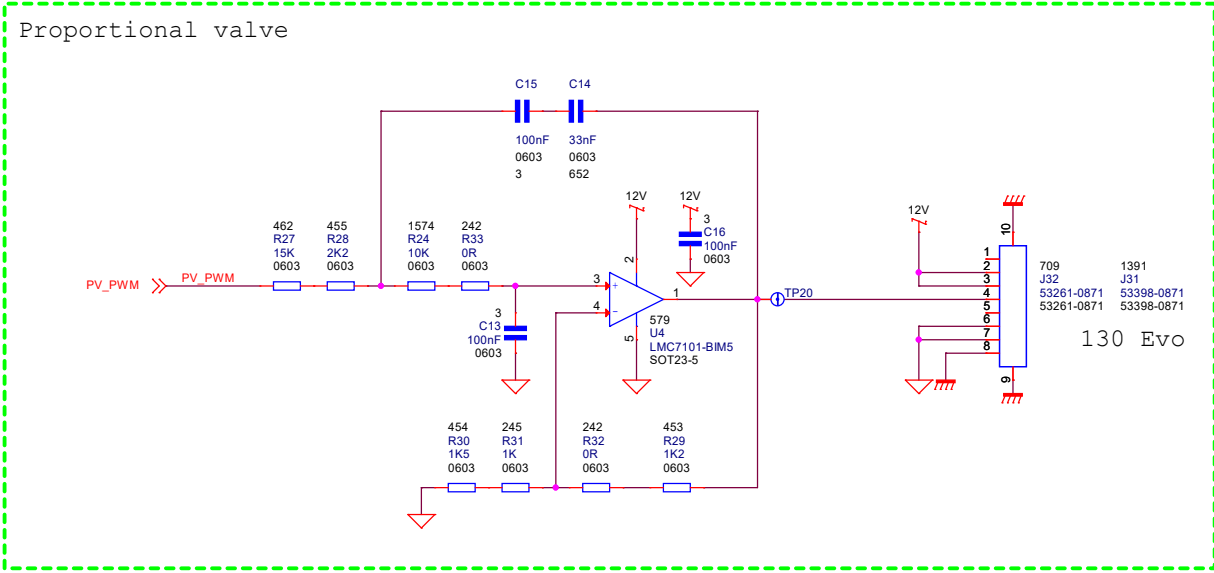 Proportional valve
C15
100nF
0603
3
C14
33nF
0603
652
462
R27
15K
0603
455
R28
2K2
0603
1574
R24
10K
0603
242
R33
0R
0603
12V
12V
3
C16
100nF
0603
PV_PWM
PV_PWM
3
C13
100nF
0603
3
+
4
-
2
5
1
579
U4
LMC7101-BIM5
SOT23-5
TP20
454
R30
1K5
0603
245
R31
1K
0603
242
R32
0R
0603
453
R29
1K2
0603
12V
10
1
2
3
4
5
6
7
8
9
709
J32
53261-0871
53261-0871
1391
J31
53398-0871
53398-0871
130 Evo